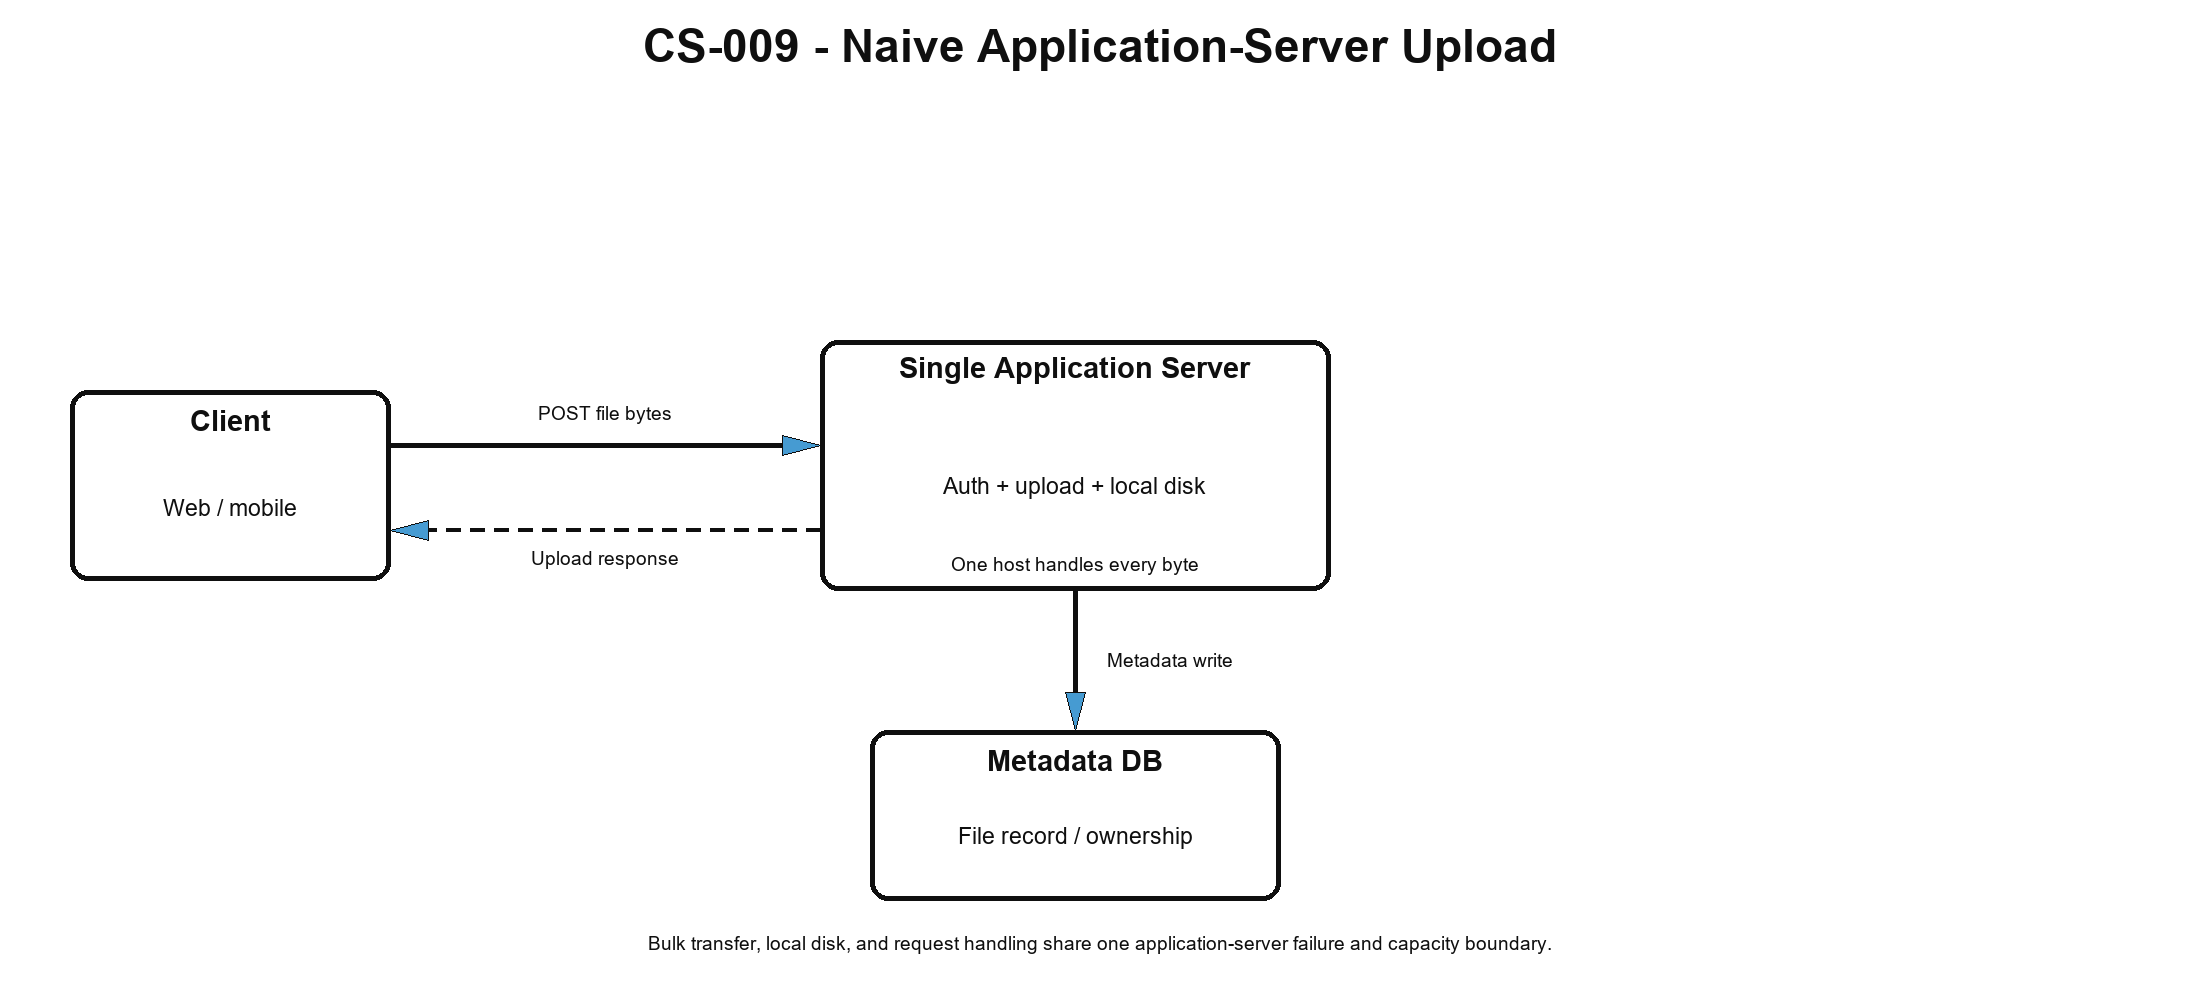 CS-009 - Naive Application-Server Upload
Client
Web / mobile
POST file bytes
Upload response
Single Application Server
Auth + upload + local disk
One host handles every byte
Metadata write
Metadata DB
File record / ownership
Bulk transfer, local disk, and request handling share one application-server failure and capacity boundary.